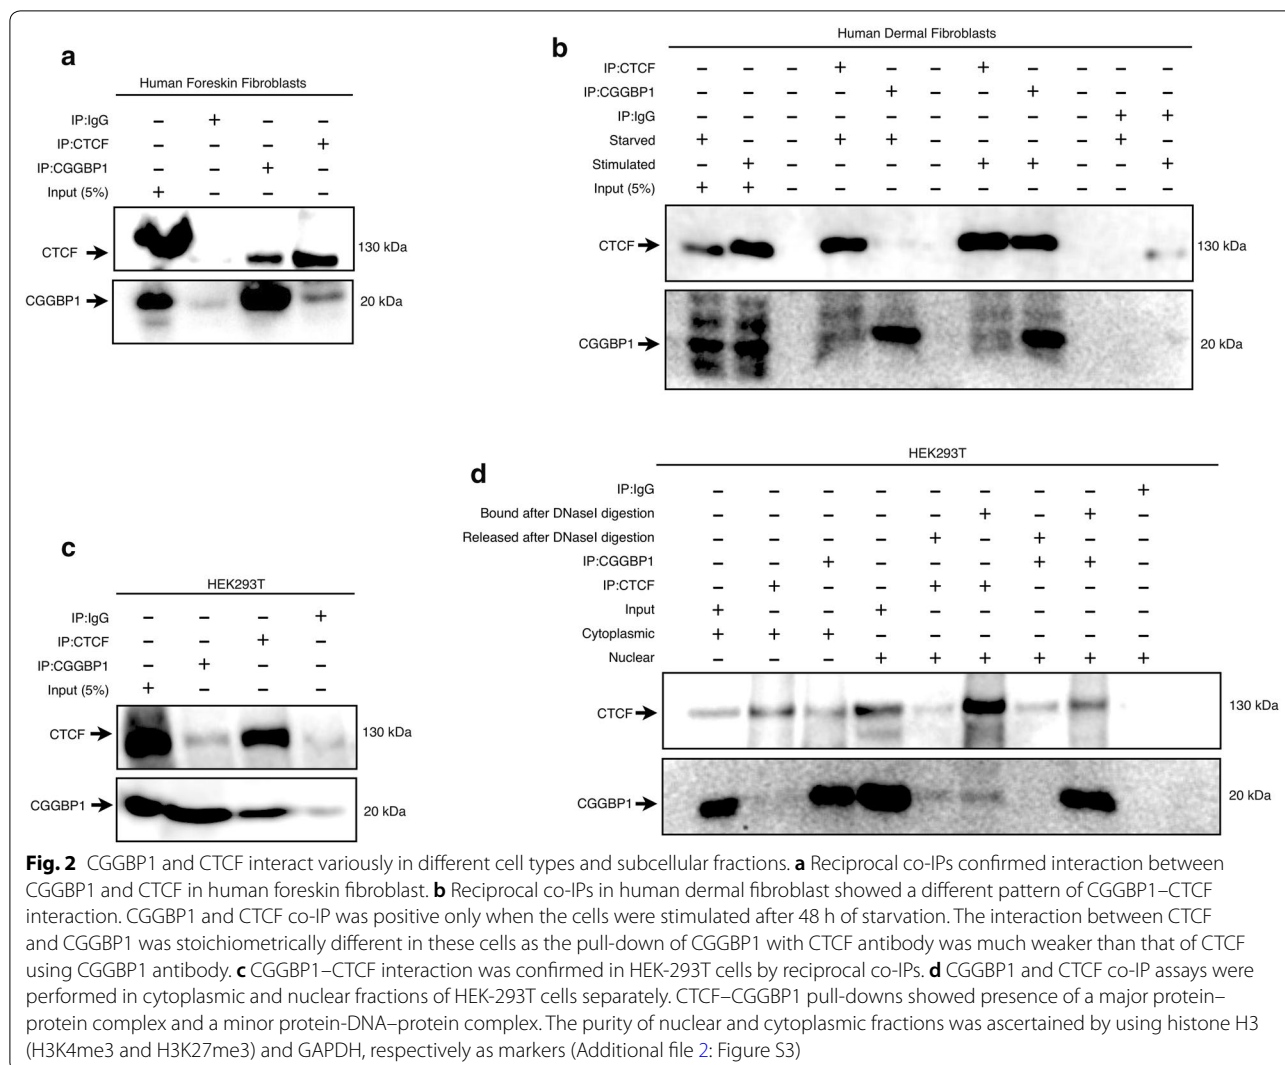 a
Human Foreskin Fibroblasts
IP:IgG – + – –
IP:CTCF – – – +
IP:CGGBP1 – – + –
Input (5%) + – – –
CTCF
130 kDa
CGGBP1
20 kDa
b
Human Dermal Fibroblasts
IP:CTCF – – – + – – + – – – –
IP:CGGBP1 – – – – + – – + – – –
IP:IgG – – – – – – – – – + +
Starved + – – + + – – – – + –
Stimulated – + – – – – + + – – +
Input (5%) + + – – – – – – – – –
CTCF
130 kDa
CGGBP1
20 kDa
c
HEK293T
IP:IgG – – – +
IP:CTCF – – + –
IP:CGGBP1 – + – –
Input (5%) + – – –
CTCF
130 kDa
CGGBP1
20 kDa
d
HEK293T
IP:IgG – – – – – – – – +
Bound after DNaseI digestion – – – – – + – + –
Released after DNaseI digestion – – – – + – + – –
IP:CGGBP1 – – + – – – + + –
IP:CTCF – + – – + + – – –
Input + – – + – – – – –
Cytoplasmic + + + – – – – – –
Nuclear – – – + + + + + +
CTCF
130 kDa
CGGBP1
20 kDa
Fig. 2 CGGBP1 and CTCF interact variously in different cell types and subcellular fractions. a Reciprocal co-IPs confirmed interaction between
CGGBP1 and CTCF in human foreskin fibroblast. b Reciprocal co-IPs in human dermal fibroblast showed a different pattern of CGGBP1–CTCF
interaction. CGGBP1 and CTCF co-IP was positive only when the cells were stimulated after 48 h of starvation. The interaction between CTCF
and CGGBP1 was stoichiometrically different in these cells as the pull-down of CGGBP1 with CTCF antibody was much weaker than that of CTCF
using CGGBP1 antibody. c CGGBP1–CTCF interaction was confirmed in HEK-293T cells by reciprocal co-IPs. d CGGBP1 and CTCF co-IP assays were
performed in cytoplasmic and nuclear fractions of HEK-293T cells separately. CTCF–CGGBP1 pull-downs showed presence of a major protein–
protein complex and a minor protein-DNA–protein complex. The purity of nuclear and cytoplasmic fractions was ascertained by using histone H3
(H3K4me3 and H3K27me3) and GAPDH, respectively as markers (Additional file 2: Figure S3)